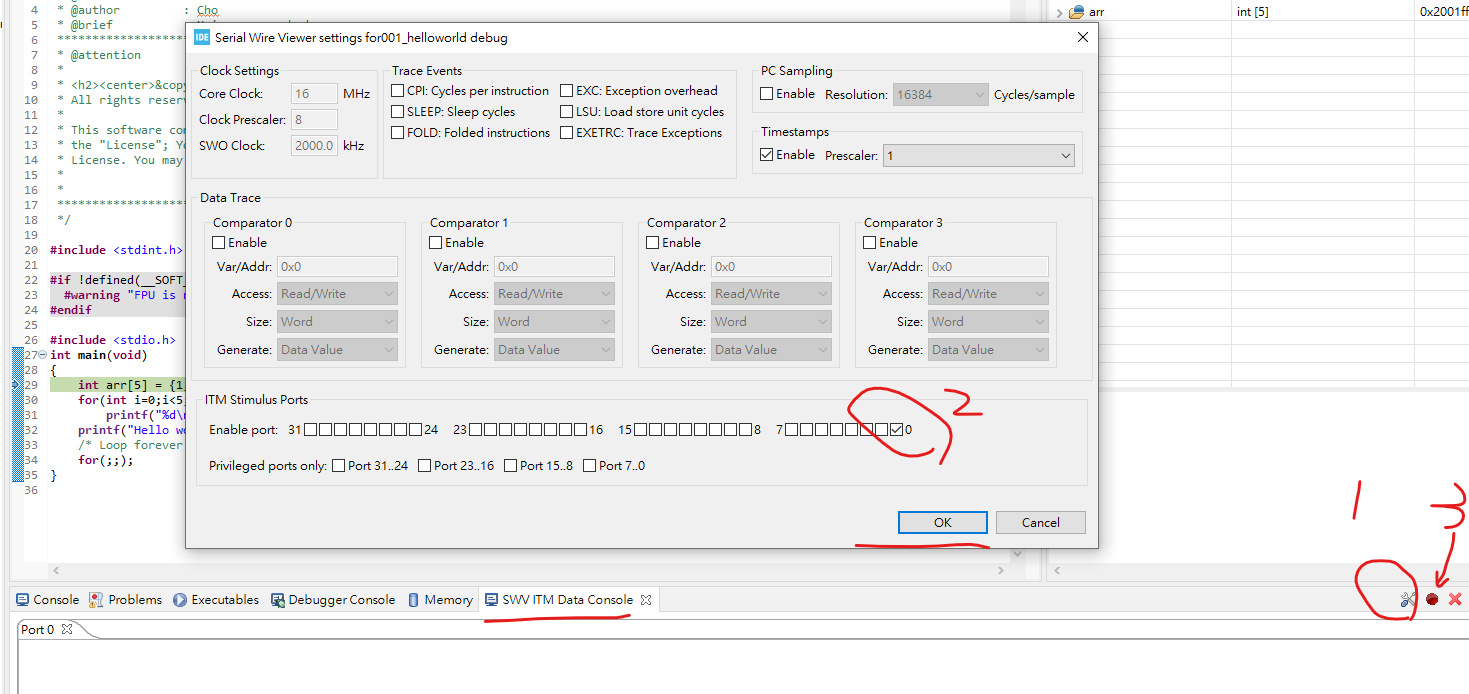 4 * @author : Cho
5 * @brief
6 ********************
7 * @attention
8 *
9 * <h2><center>&copy
10 * All rights reserv
11 *
12 * This software com
13 * the "License"; Yo
14 * License. You may
15 *
16 *
17 ********************
18 */
19
20 #include <stdint.h>
21
22 #if !defined(__SOFT_
23 #warning "FPU is n
24 #endif
25
26 #include <stdio.h>
27 int main(void)
28 {
29 int arr[5] = {1,
30 for(int i=0;i<5;
31 printf("%d\n
32 printf("Hello wo
33 /* Loop forever
34 for(;;);
35 }
36
arr int [5] 0x2001ff
IDE Serial Wire Viewer settings for001_helloworld debug
Clock Settings
Core Clock: 16 MHz
Clock Prescaler: 8
SWO Clock: 2000.0 kHz
Trace Events
CPI: Cycles per instruction EXC: Exception overhead
SLEEP: Sleep cycles LSU: Load store unit cycles
FOLD: Folded instructions EXETRC: Trace Exceptions
PC Sampling
Enable Resolution: 16384 Cycles/sample
Timestamps
Enable Prescaler: 1
Data Trace
Comparator 0
Enable
Var/Addr: 0x0
Access: Read/Write
Size: Word
Generate: Data Value
Comparator 1
Enable
Var/Addr: 0x0
Access: Read/Write
Size: Word
Generate: Data Value
Comparator 2
Enable
Var/Addr: 0x0
Access: Read/Write
Size: Word
Generate: Data Value
Comparator 3
Enable
Var/Addr: 0x0
Access: Read/Write
Size: Word
Generate: Data Value
ITM Stimulus Ports
2
Enable port: 31 24 23 16 15 8 7 0
Privileged ports only: Port 31..24 Port 23..16 Port 15..8 Port 7..0
OK Cancel
1 3
Console Problems Executables Debugger Console Memory SWV ITM Data Console
Port 0